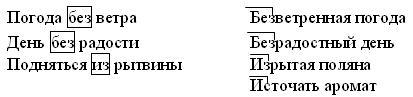 Погода без ветра
День без радости
Подняться из рытвины
Безветренная погода
Безрадостный день
Изрытая поляна
Источать аромат